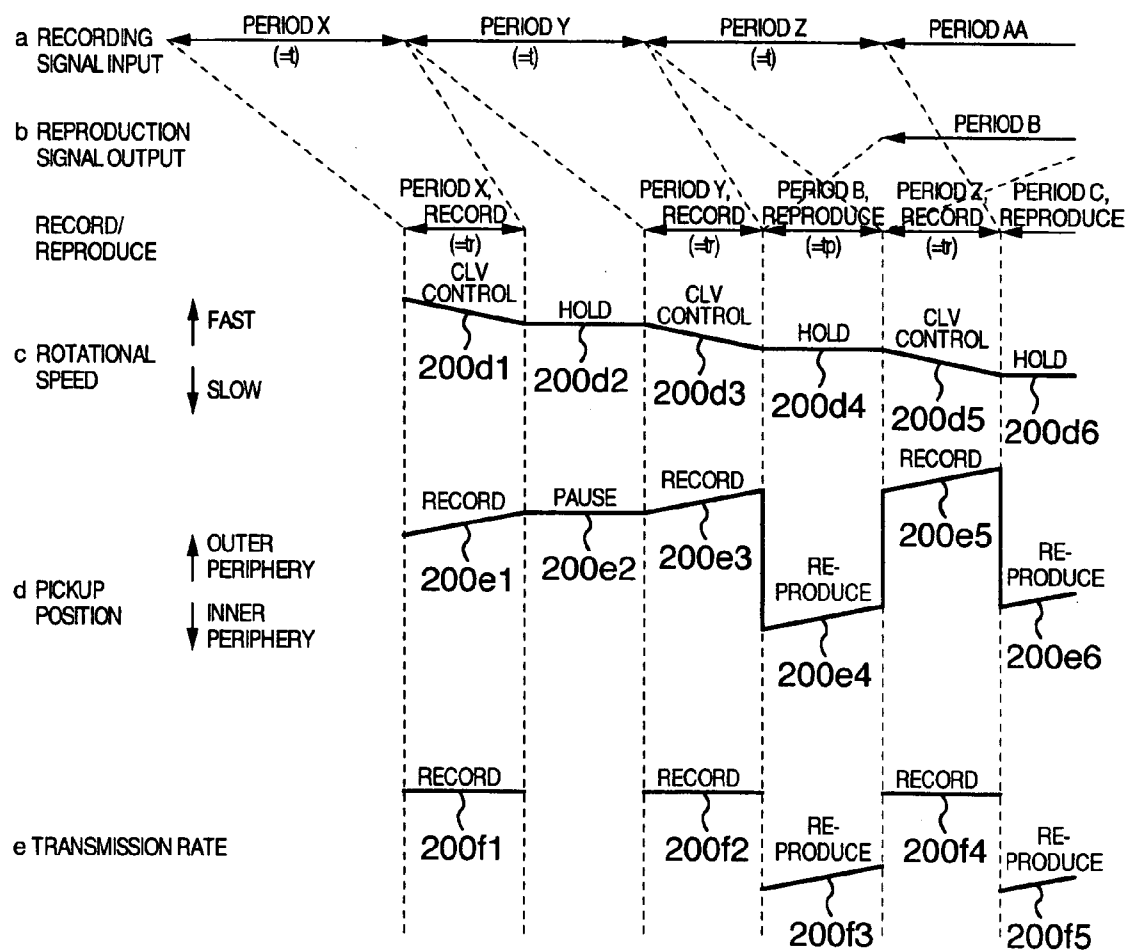 a RECORDING
SIGNAL INPUT
PERIOD X
(=t)
PERIOD Y
(=t)
PERIOD Z
(=t)
PERIOD AA
b REPRODUCTION
SIGNAL OUTPUT
PERIOD B
RECORD/
REPRODUCE
PERIOD X,
RECORD
(=tr)
PERIOD Y,
RECORD
(=tr)
PERIOD B,
REPRODUCE
(=tp)
PERIOD Z,
RECORD
(=tr)
PERIOD C,
REPRODUCE
c ROTATIONAL
SPEED
FAST
SLOW
CLV
CONTROL
200d1
HOLD
200d2
CLV
CONTROL
200d3
HOLD
200d4
CLV
CONTROL
200d5
HOLD
200d6
d PICKUP
POSITION
OUTER
PERIPHERY
INNER
PERIPHERY
RECORD
200e1
PAUSE
200e2
RECORD
200e3
RE-
PRODUCE
200e4
RECORD
200e5
RE-
PRODUCE
200e6
e TRANSMISSION RATE
RECORD
200f1
RECORD
200f2
RE-
PRODUCE
200f3
RECORD
200f4
RE-
PRODUCE
200f5